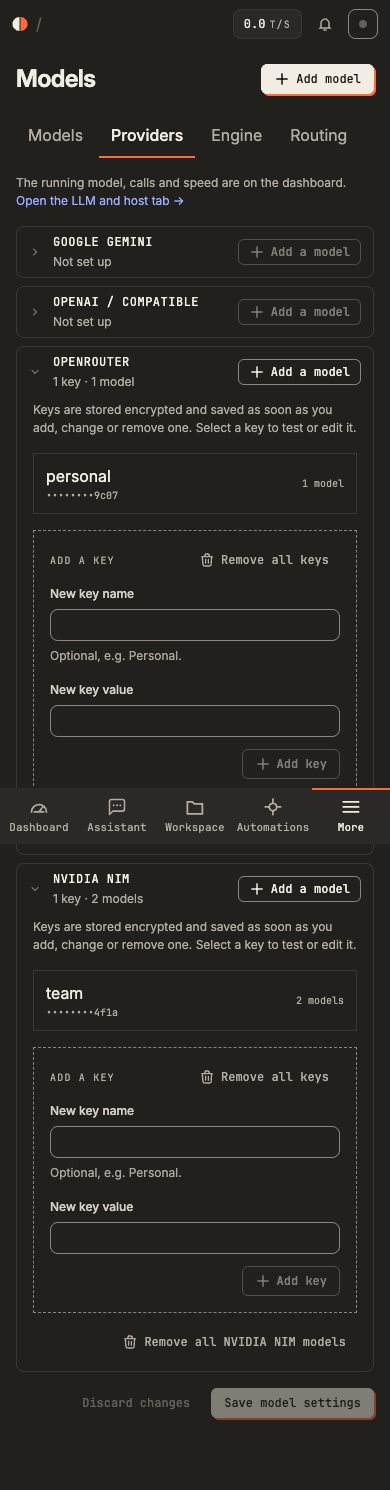 /
0.0 T/S
Models
+ Add model
Models Providers Engine Routing
The running model, calls and speed are on the dashboard.
Open the LLM and host tab →
GOOGLE GEMINI
Not set up
+ Add a model
OPENAI / COMPATIBLE
Not set up
+ Add a model
OPENROUTER
1 key · 1 model
+ Add a model
Keys are stored encrypted and saved as soon as you
add, change or remove one. Select a key to test or edit it.
personal
••••••••9c07
1 model
ADD A KEY
Remove all keys
New key name
Optional, e.g. Personal.
New key value
+ Add key
Dashboard Assistant Workspace Automations More
NVIDIA NIM
1 key · 2 models
+ Add a model
Keys are stored encrypted and saved as soon as you
add, change or remove one. Select a key to test or edit it.
team
••••••••4f1a
2 models
ADD A KEY
Remove all keys
New key name
Optional, e.g. Personal.
New key value
+ Add key
Remove all NVIDIA NIM models
Discard changes
Save model settings